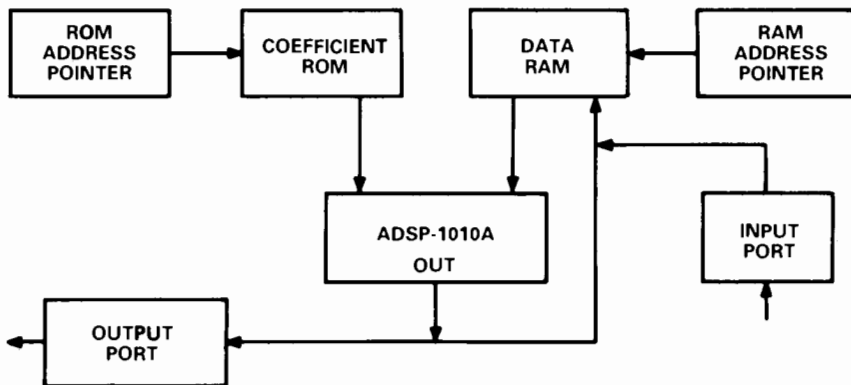 ROM
ADDRESS
POINTER
COEFFICIENT
ROM
DATA
RAM
RAM
ADDRESS
POINTER
ADSP-1010A
OUT
INPUT
PORT
OUTPUT
PORT